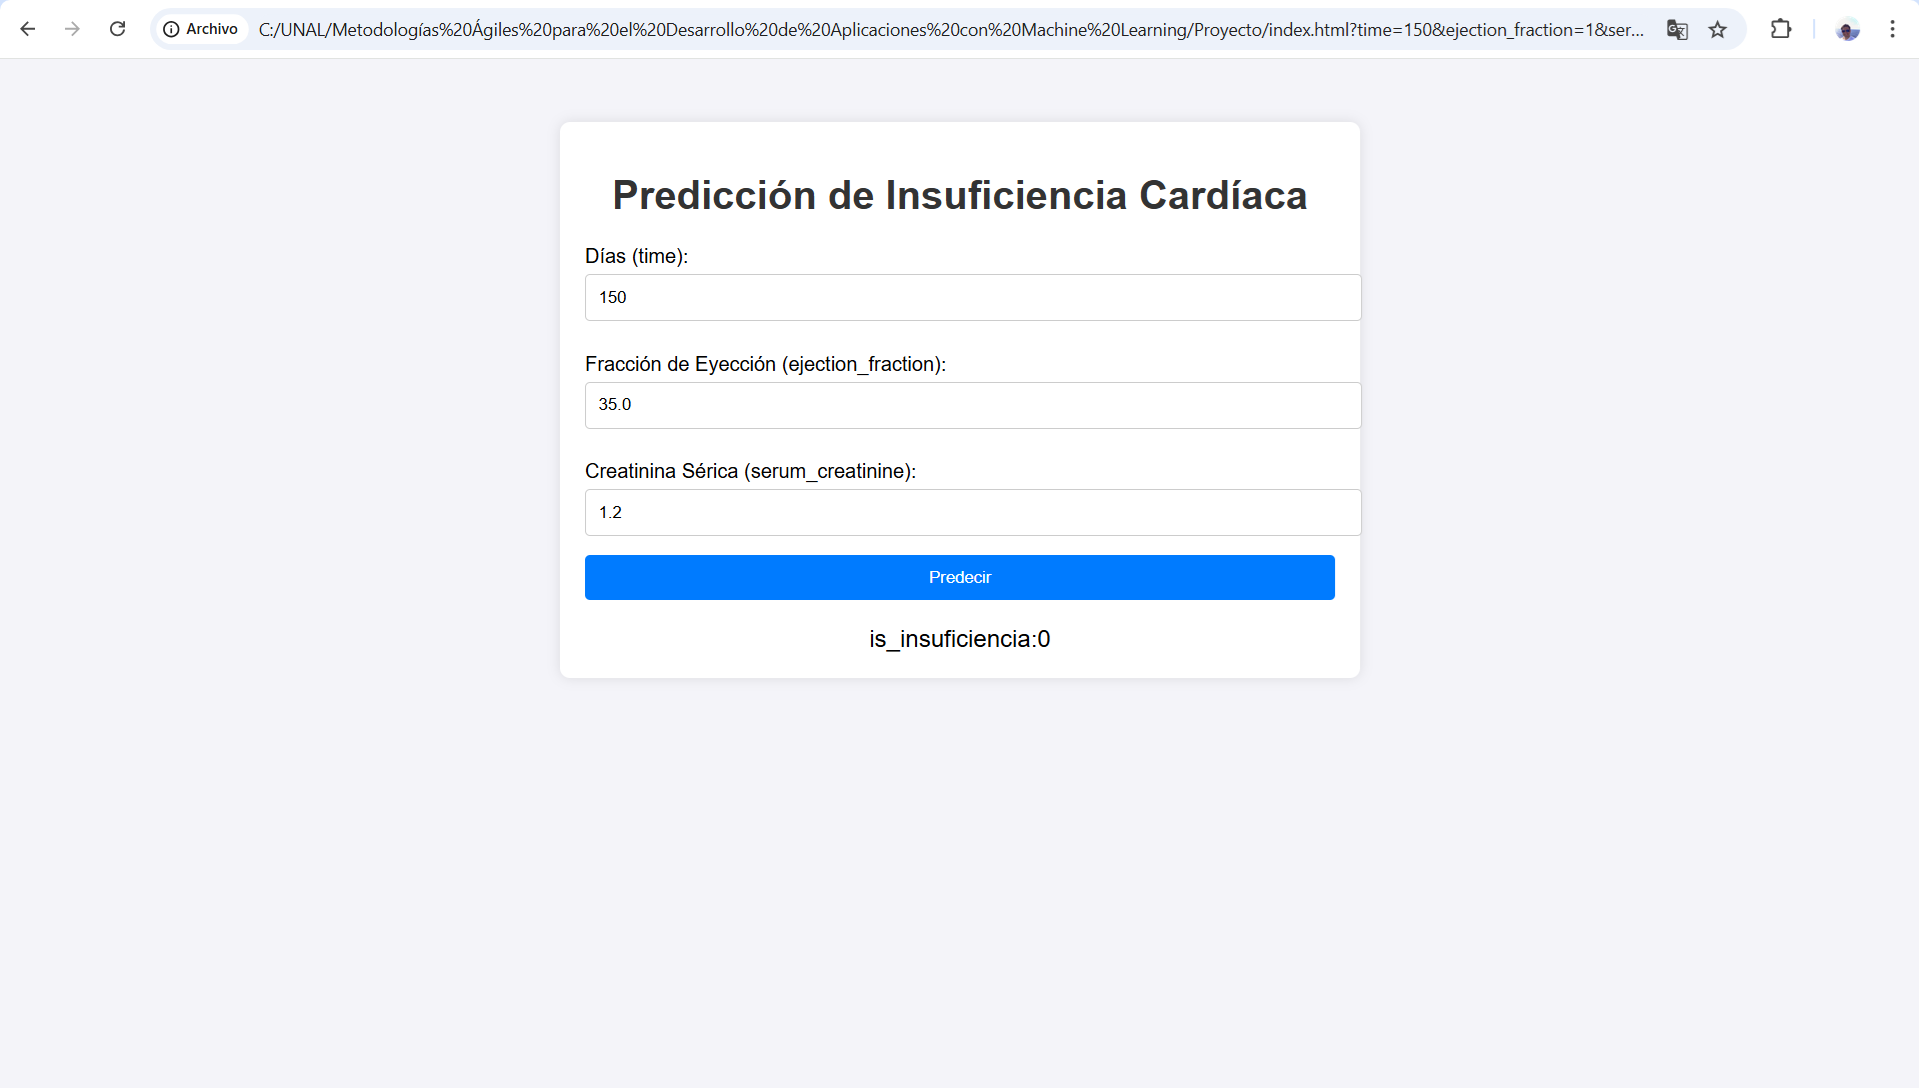 Archivo C:/UNAL/Metodologías%20Ágiles%20para%20el%20Desarrollo%20de%20Aplicaciones%20con%20Machine%20Learning/Proyecto/index.html?time=150&ejection_fraction=1&ser...
Predicción de Insuficiencia Cardíaca
Días (time):
150
Fracción de Eyección (ejection_fraction):
35.0
Creatinina Sérica (serum_creatinine):
1.2
Predecir
is_insuficiencia:0